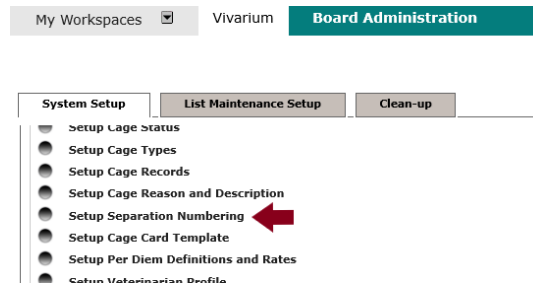 My Workspaces Vivarium Board Administration
System Setup List Maintenance Setup Clean-up
Setup Cage Status
Setup Cage Types
Setup Cage Records
Setup Cage Reason and Description
Setup Separation Numbering
Setup Cage Card Template
Setup Per Diem Definitions and Rates
Setup Veterinarian Profile